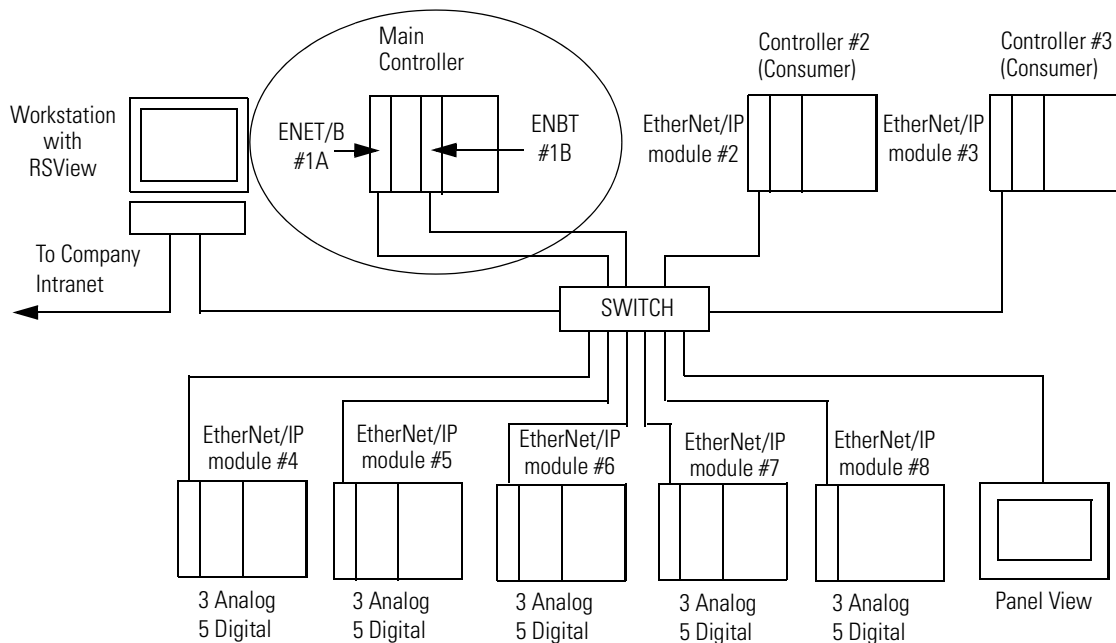 Main
Controller
Controller #2
(Consumer)
Controller #3
(Consumer)
Workstation
with
RSView
ENET/B
#1A
ENBT
#1B
EtherNet/IP
module #2
EtherNet/IP
module #3
To Company
Intranet
SWITCH
EtherNet/IP
module #4
EtherNet/IP
module #5
EtherNet/IP
module #6
EtherNet/IP
module #7
EtherNet/IP
module #8
3 Analog
5 Digital
3 Analog
5 Digital
3 Analog
5 Digital
3 Analog
5 Digital
3 Analog
5 Digital
Panel View